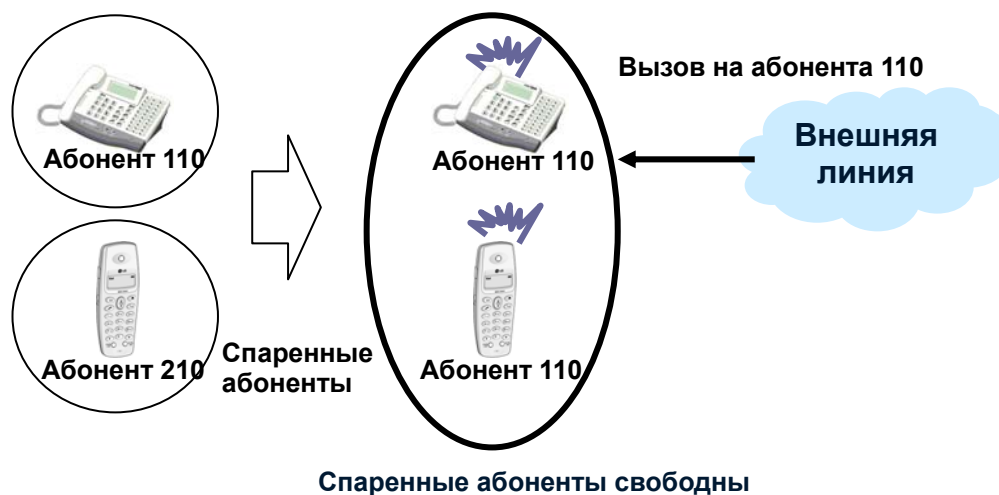 Абонент 110
Абонент 210
Спаренные
абоненты
Абонент 110
Абонент 110
Вызов на абонента 110
Внешняя
линия
Спаренные абоненты свободны